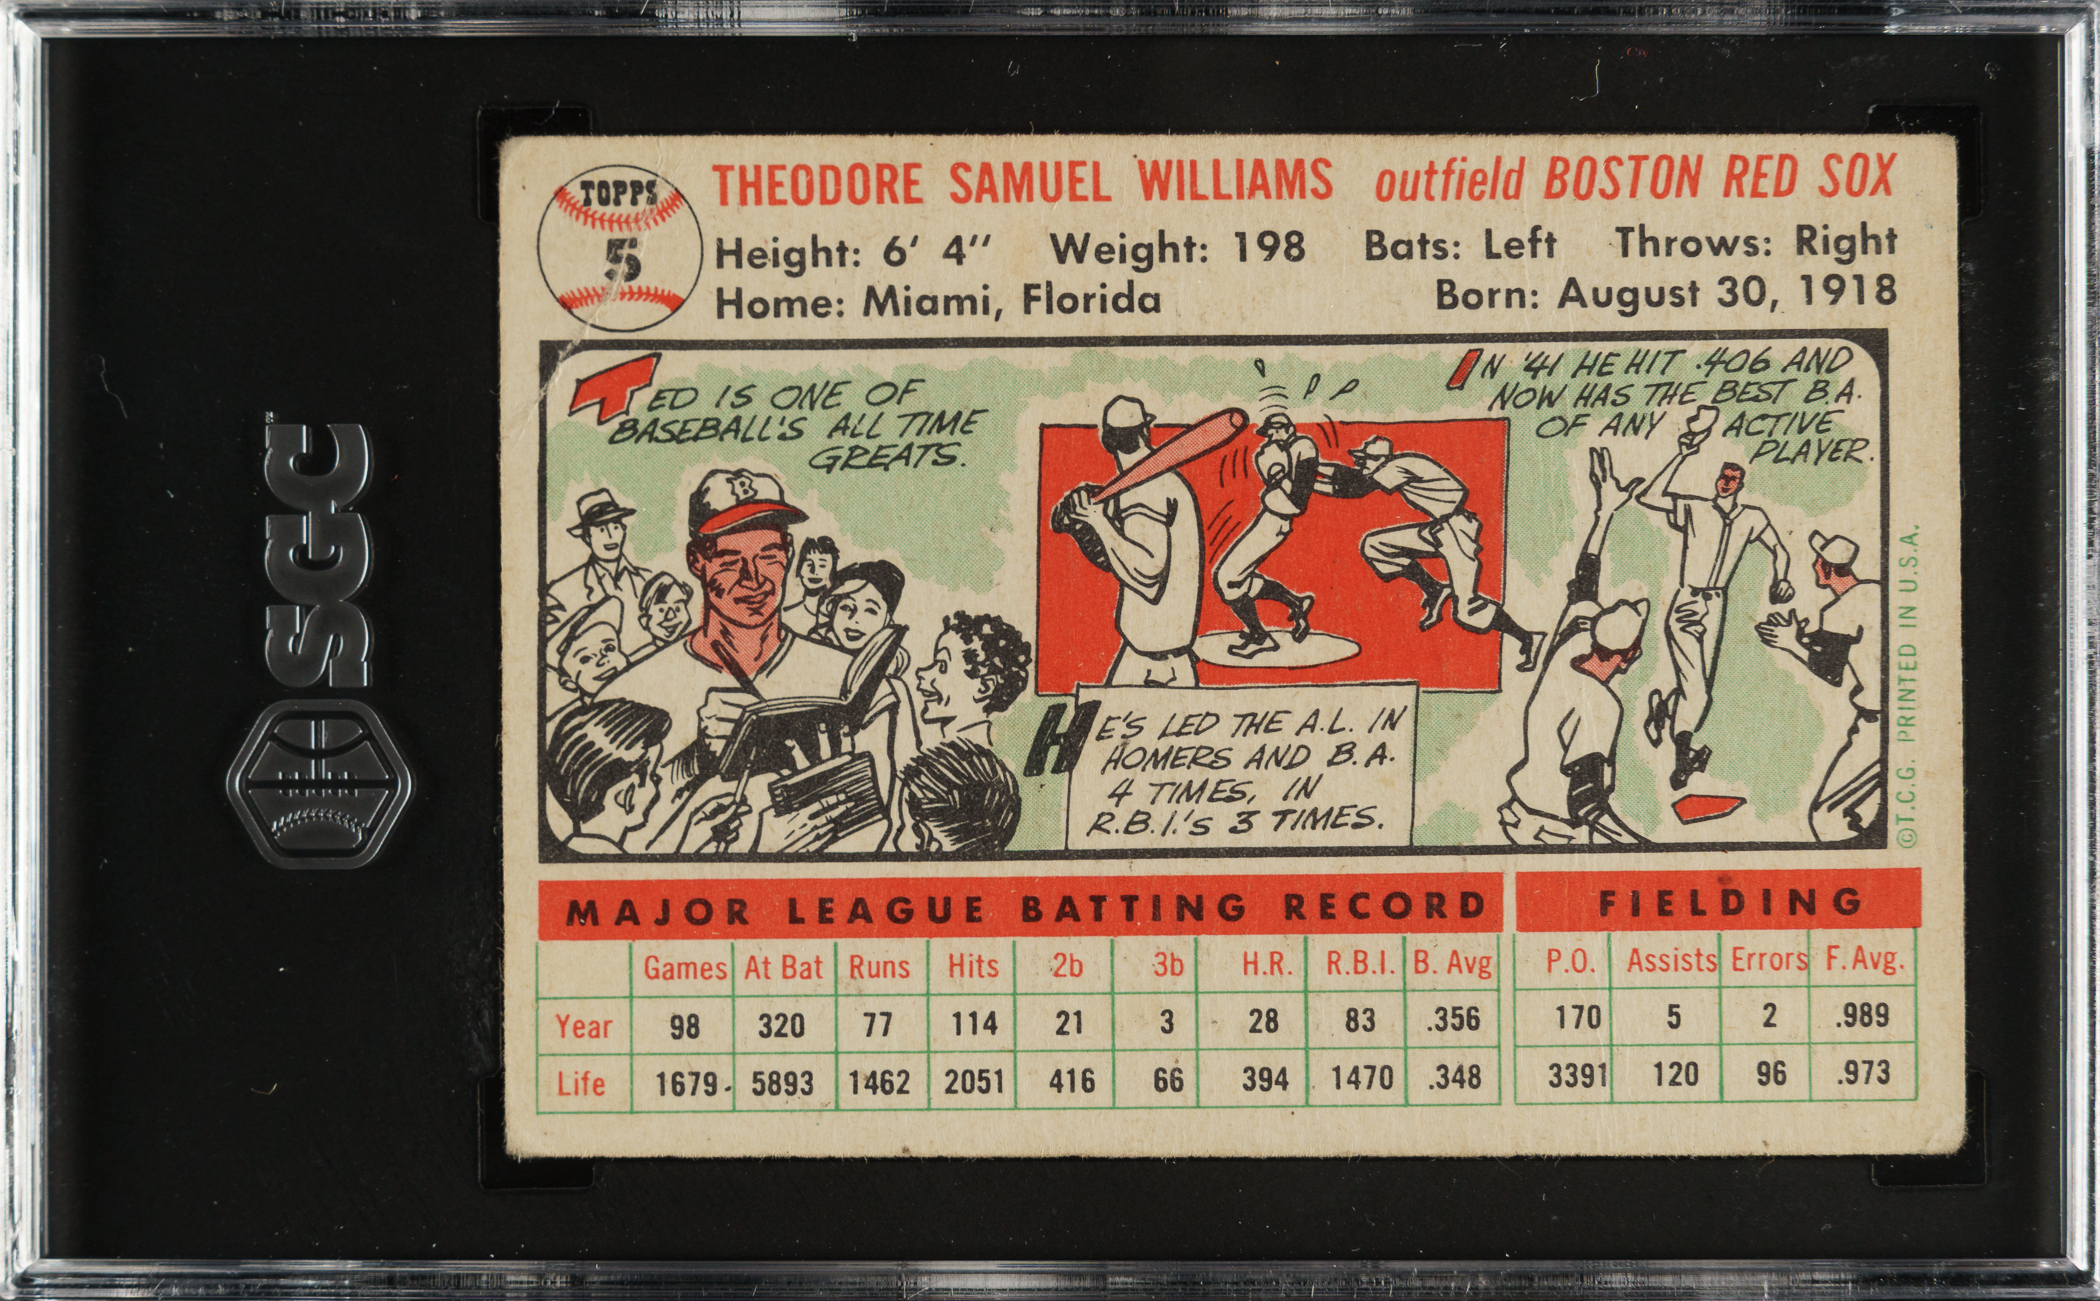 SGC
TOPPS
5
THEODORE SAMUEL WILLIAMS outfield BOSTON RED SOX
Height: 6' 4" Weight: 198 Bats: Left Throws: Right
Home: Miami, Florida Born: August 30, 1918
TED IS ONE OF
BASEBALL'S ALL TIME
GREATS.
B
HE'S LED THE A.L. IN
HOMERS AND B.A.
4 TIMES, IN
R.B.I.'S 3 TIMES.
IN '41 HE HIT .406 AND
NOW HAS THE BEST B.A.
OF ANY ACTIVE
PLAYER.
©T.C.G. PRINTED IN U.S.A.
MAJOR LEAGUE BATTING RECORD FIELDING
Games At Bat Runs Hits 2b 3b H.R. R.B.I. B. Avg P.O. Assists Errors F. Avg.
Year 98 320 77 114 21 3 28 83 .356 170 5 2 .989
Life 1679 5893 1462 2051 416 66 394 1470 .348 3391 120 96 .973